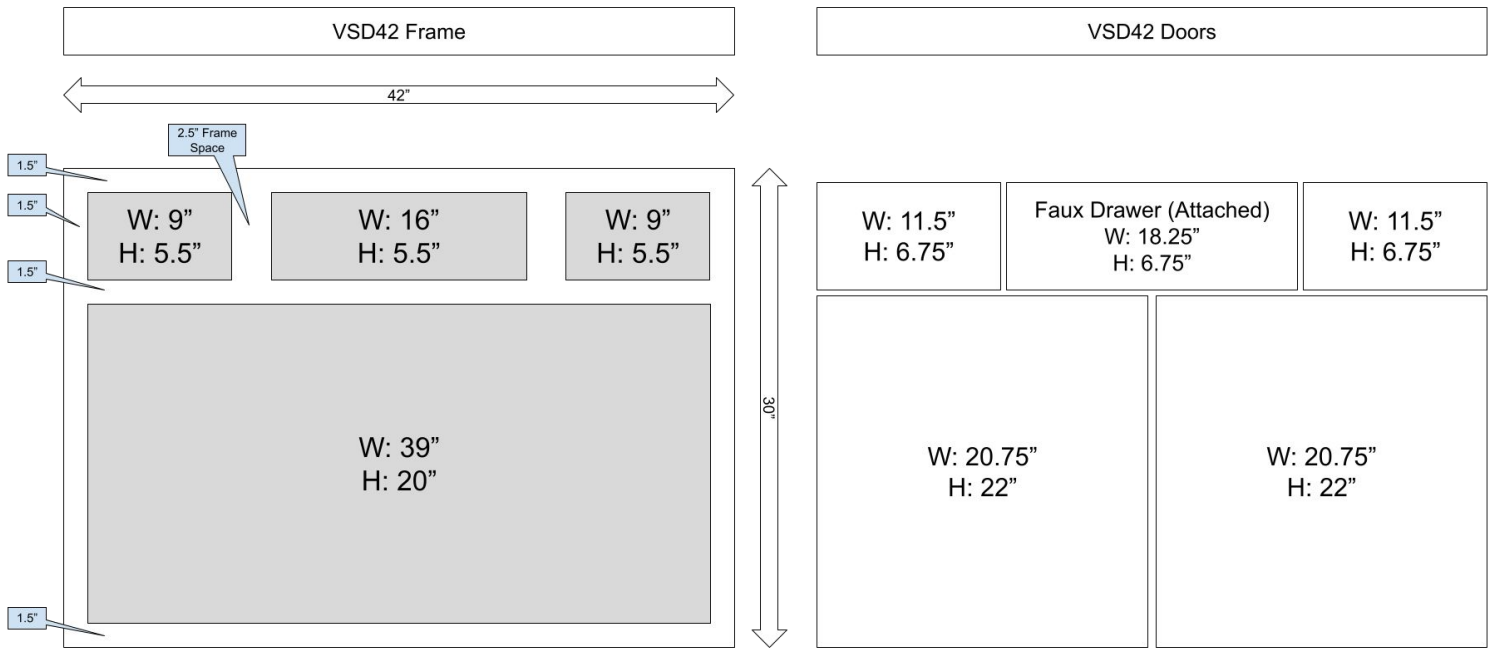 VSD42 Frame
VSD42 Doors
42”
2.5” Frame
Space
1.5”
1.5”
1.5”
W: 9”
H: 5.5”
W: 16”
H: 5.5”
W: 9”
H: 5.5”
W: 39”
H: 20”
1.5”
30”
W: 11.5”
H: 6.75”
Faux Drawer (Attached)
W: 18.25”
H: 6.75”
W: 11.5”
H: 6.75”
W: 20.75”
H: 22”
W: 20.75”
H: 22”